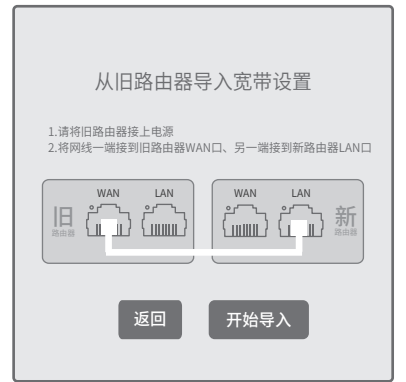 从旧路由器导入宽带设置
1.请将旧路由器接上电源
2.将网线一端接到旧路由器WAN口、另一端接到新路由器LAN口
WAN LAN WAN LAN
旧 新
路由器 路由器
返回 开始导入